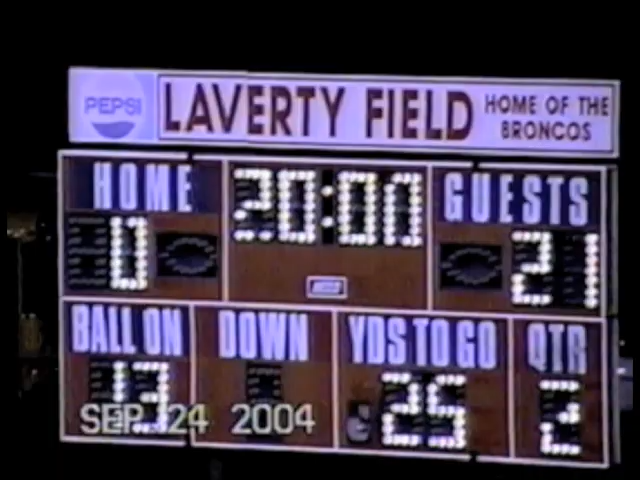 PEPSI
LAVERTY FIELD
HOME OF THE
BRONCOS
HOME
20:00
GUESTS
0
21
BALL ON
DOWN
YDS TO GO
QTR
25
2
SEP 24 2004